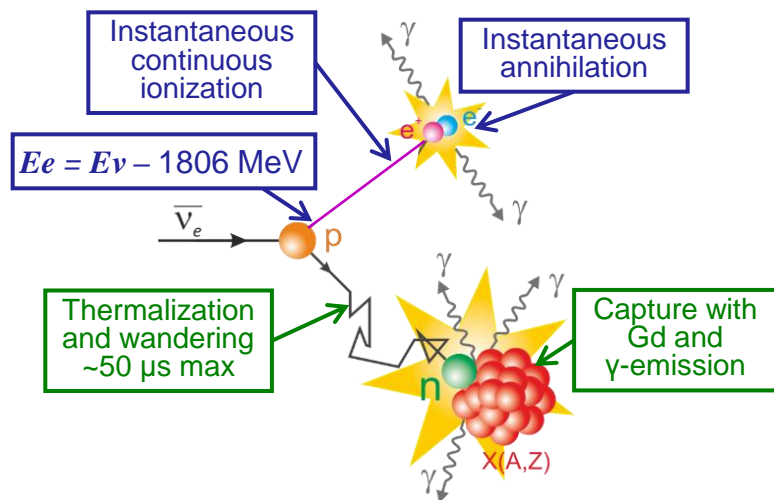 Instantaneous
continuous
ionization
γ
Instantaneous
annihilation
e⁺ e⁻
Ee = Eν – 1806 MeV
γ
ν̅ₑ
p
Thermalization
and wandering
~50 µs max
γ
γ
Capture with
Gd and
γ-emission
n
X(A,Z)
γ